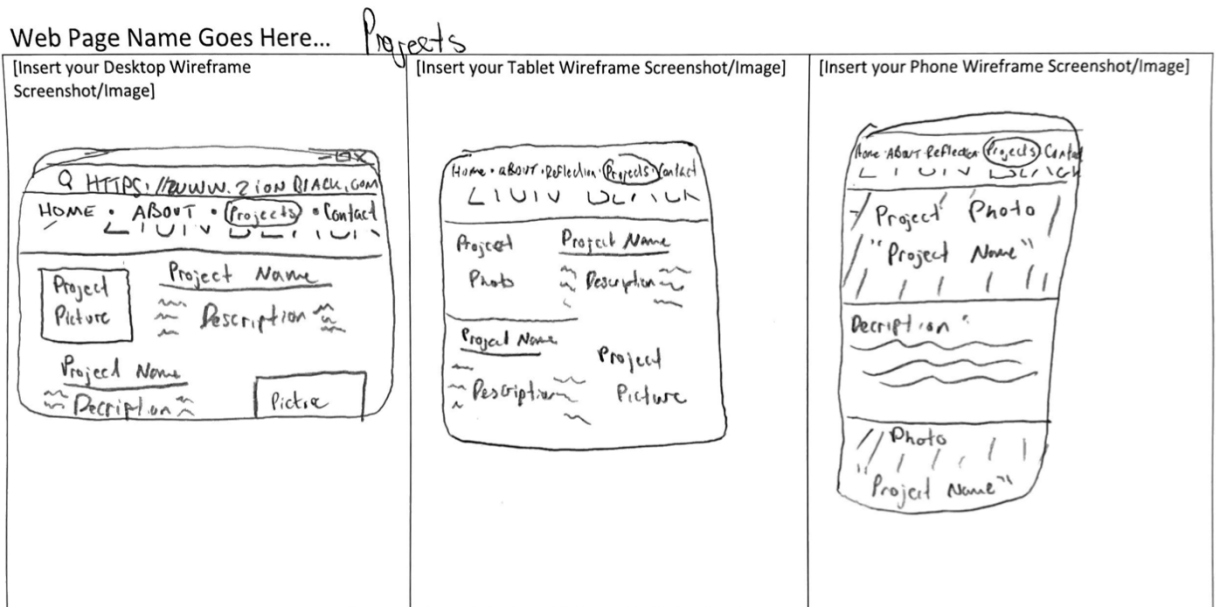 Web Page Name Goes Here... Projects
[Insert your Desktop Wireframe
Screenshot/Image]
HTTPS://WWW.ZION BLACK.COM
HOME • ABOUT • Projects • Contact
Project
Picture
Project Name
Description
Project Name
Decription
Pictre
[Insert your Tablet Wireframe Screenshot/Image]
Home • ABOUT • Reflection • Projects • Contact
Project
Photo
Project Name
Description
Project Name
Description
Project
Picture
[Insert your Phone Wireframe Screenshot/Image]
Home • ABOUT Reflection Projects Contact
Project Photo
"Project Name"
Decription:
Photo
"Project Name"